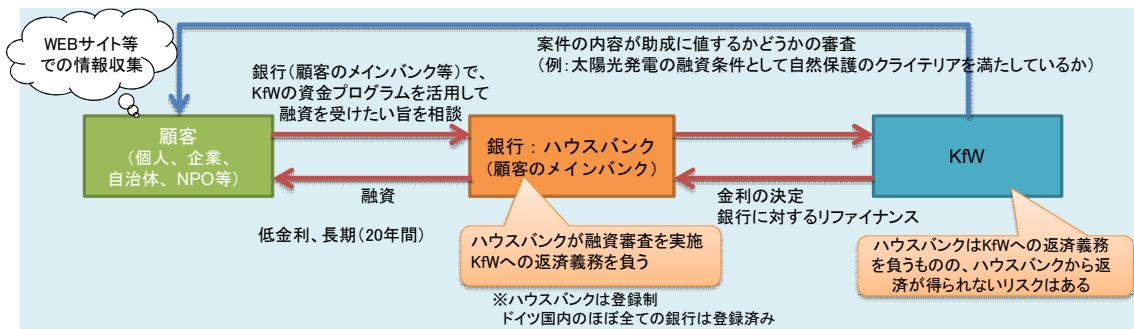 WEBサイト等
での情報収集
案件の内容が助成に値するかどうかの審査
（例：太陽光発電の融資条件として自然保護のクライテリアを満たしているか）
銀行（顧客のメインバンク等）で、
KfWの資金プログラムを活用して
融資を受けたい旨を相談
顧客
（個人、企業、
自治体、NPO等）
銀行：ハウスバンク
（顧客のメインバンク）
KfW
融資
金利の決定
銀行に対するリファイナンス
低金利、長期（20年間）
ハウスバンクが融資審査を実施
KfWへの返済義務を負う
ハウスバンクはKfWへの返済義務
を負うものの、ハウスバンクから返
済が得られないリスクはある
※ハウスバンクは登録制
ドイツ国内のほぼ全ての銀行は登録済み